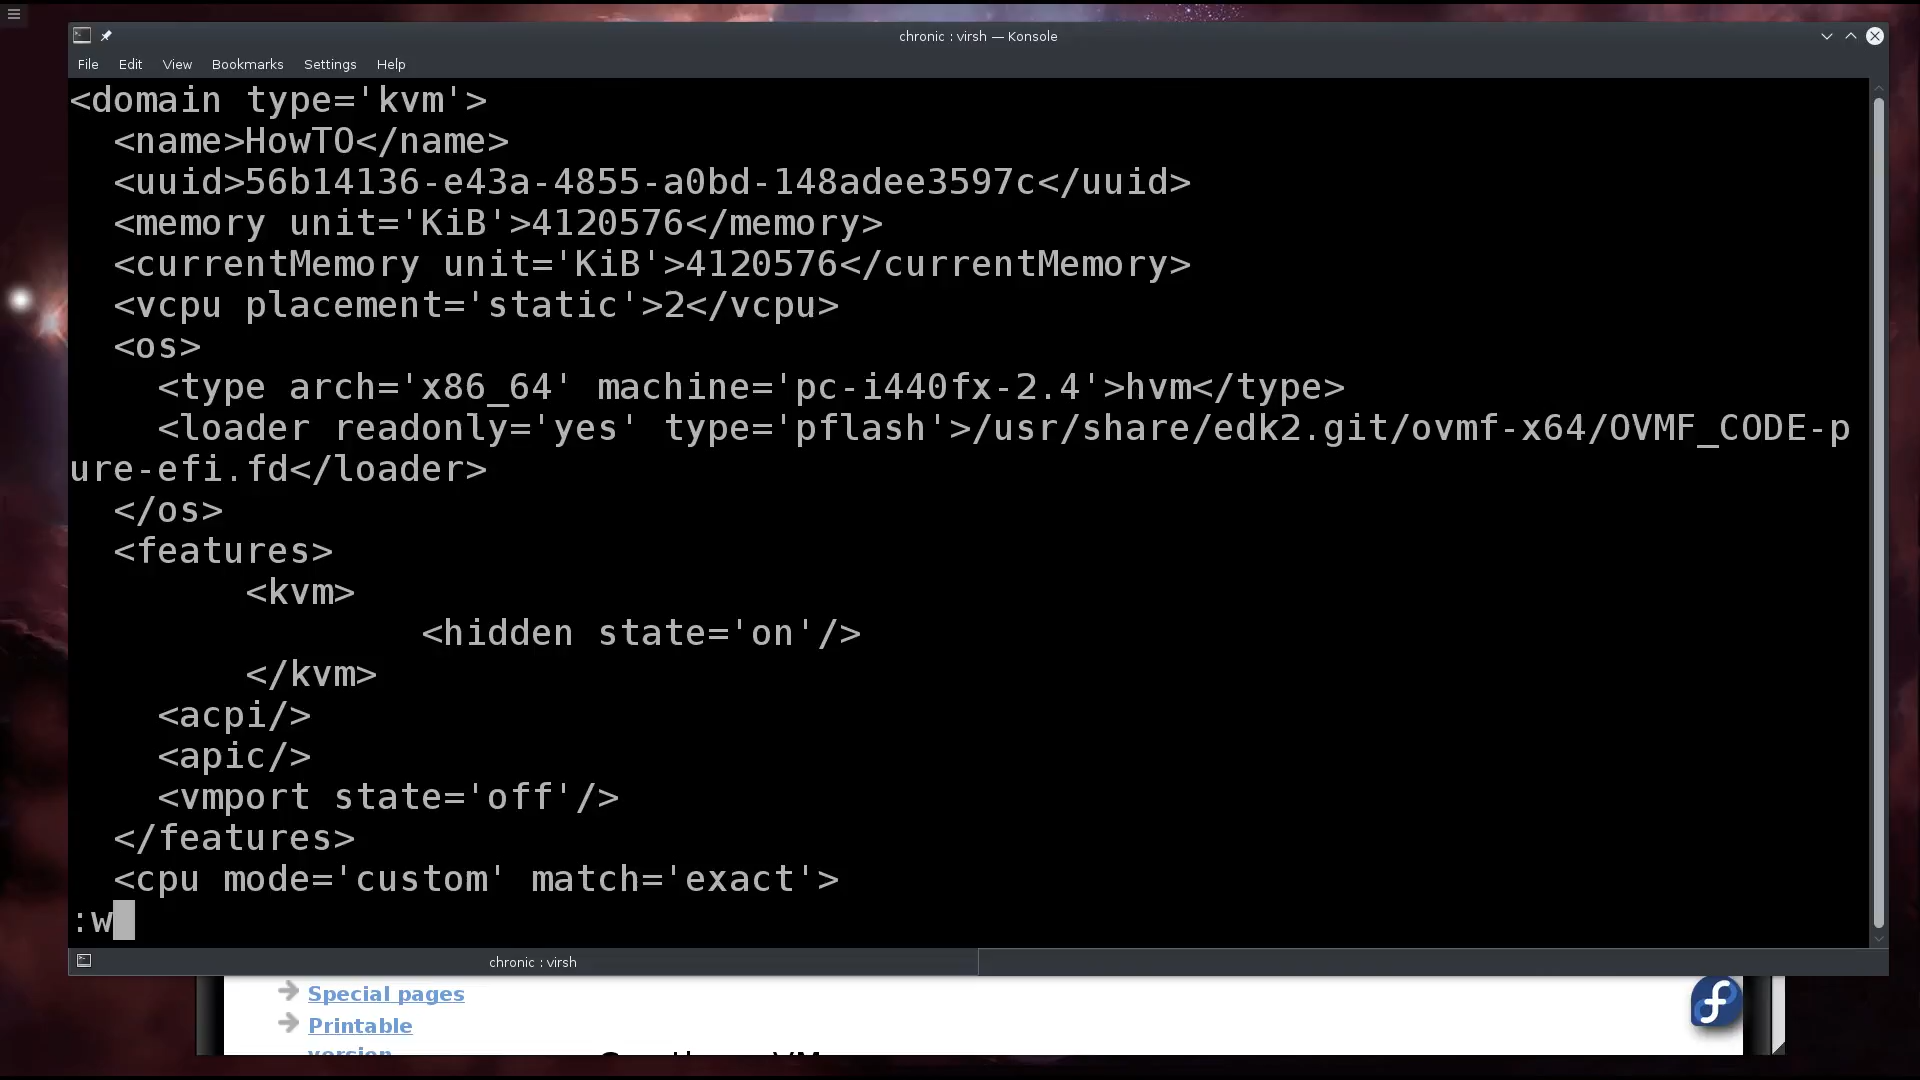 chronic : virsh — Konsole
File Edit View Bookmarks Settings Help
<domain type='kvm'>
  <name>HowTO</name>
  <uuid>56b14136-e43a-4855-a0bd-148adee3597c</uuid>
  <memory unit='KiB'>4120576</memory>
  <currentMemory unit='KiB'>4120576</currentMemory>
  <vcpu placement='static'>2</vcpu>
  <os>
    <type arch='x86_64' machine='pc-i440fx-2.4'>hvm</type>
    <loader readonly='yes' type='pflash'>/usr/share/edk2.git/ovmf-x64/OVMF_CODE-p
ure-efi.fd</loader>
  </os>
  <features>
        <kvm>
                <hidden state='on'/>
        </kvm>
    <acpi/>
    <apic/>
    <vmport state='off'/>
  </features>
  <cpu mode='custom' match='exact'>
:w
chronic : virsh
Special pages
Printable
version